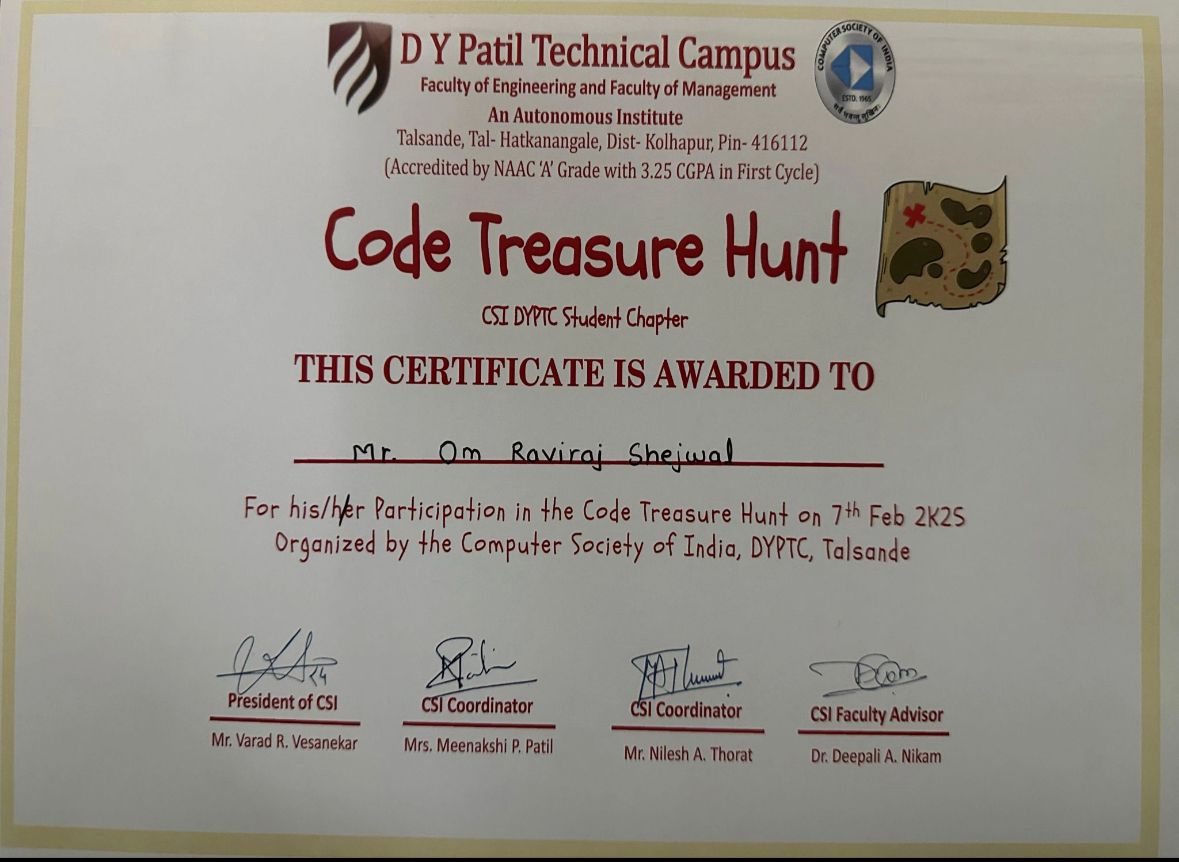 D Y Patil Technical Campus
Faculty of Engineering and Faculty of Management
An Autonomous Institute
Talsande, Tal- Hatkanangale, Dist- Kolhapur, Pin- 416112
(Accredited by NAAC ‘A’ Grade with 3.25 CGPA in First Cycle)
COMPUTER SOCIETY OF INDIA
ESTD. 1965
Code Treasure Hunt
CSI DYPTC Student Chapter
THIS CERTIFICATE IS AWARDED TO
Mr. Om Raviraj Shejwal
For his/her Participation in the Code Treasure Hunt on 7th Feb 2K25
Organized by the Computer Society of India, DYPTC, Talsande
President of CSI
Mr. Varad R. Vesanekar
CSI Coordinator
Mrs. Meenakshi P. Patil
CSI Coordinator
Mr. Nilesh A. Thorat
CSI Faculty Advisor
Dr. Deepali A. Nikam